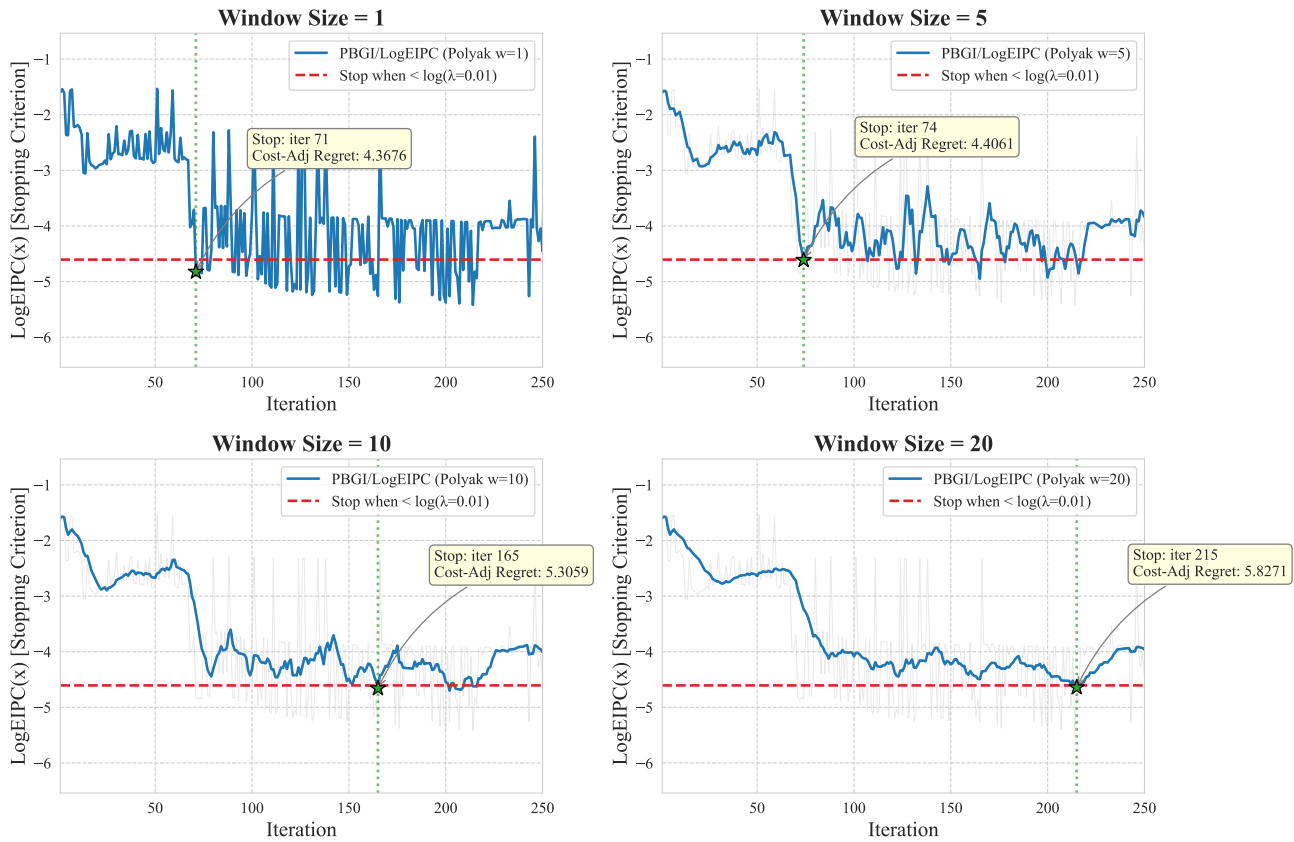 Window Size = 1
PBGI/LogEIPC (Polyak w=1)
Stop when < log(λ=0.01)
Stop: iter 71
Cost-Adj Regret: 4.3676
LogEIPC(x) [Stopping Criterion]
−1
−2
−3
−4
−5
−6
50 100 150 200 250
Iteration
Window Size = 5
PBGI/LogEIPC (Polyak w=5)
Stop when < log(λ=0.01)
Stop: iter 74
Cost-Adj Regret: 4.4061
LogEIPC(x) [Stopping Criterion]
−1
−2
−3
−4
−5
−6
50 100 150 200 250
Iteration
Window Size = 10
PBGI/LogEIPC (Polyak w=10)
Stop when < log(λ=0.01)
Stop: iter 165
Cost-Adj Regret: 5.3059
LogEIPC(x) [Stopping Criterion]
−1
−2
−3
−4
−5
−6
50 100 150 200 250
Iteration
Window Size = 20
PBGI/LogEIPC (Polyak w=20)
Stop when < log(λ=0.01)
Stop: iter 215
Cost-Adj Regret: 5.8271
LogEIPC(x) [Stopping Criterion]
−1
−2
−3
−4
−5
−6
50 100 150 200 250
Iteration